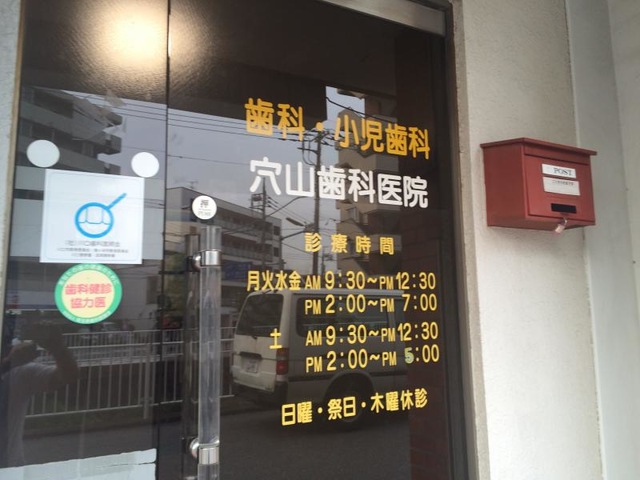 歯科・小児歯科
穴山歯科医院
診療時間
月火水金 AM 9:30～PM 12:30
PM 2:00～PM 7:00
土 AM 9:30～PM 12:30
PM 2:00～PM 5:00
日曜・祭日・木曜休診
押
POST
歯科健診
協力医